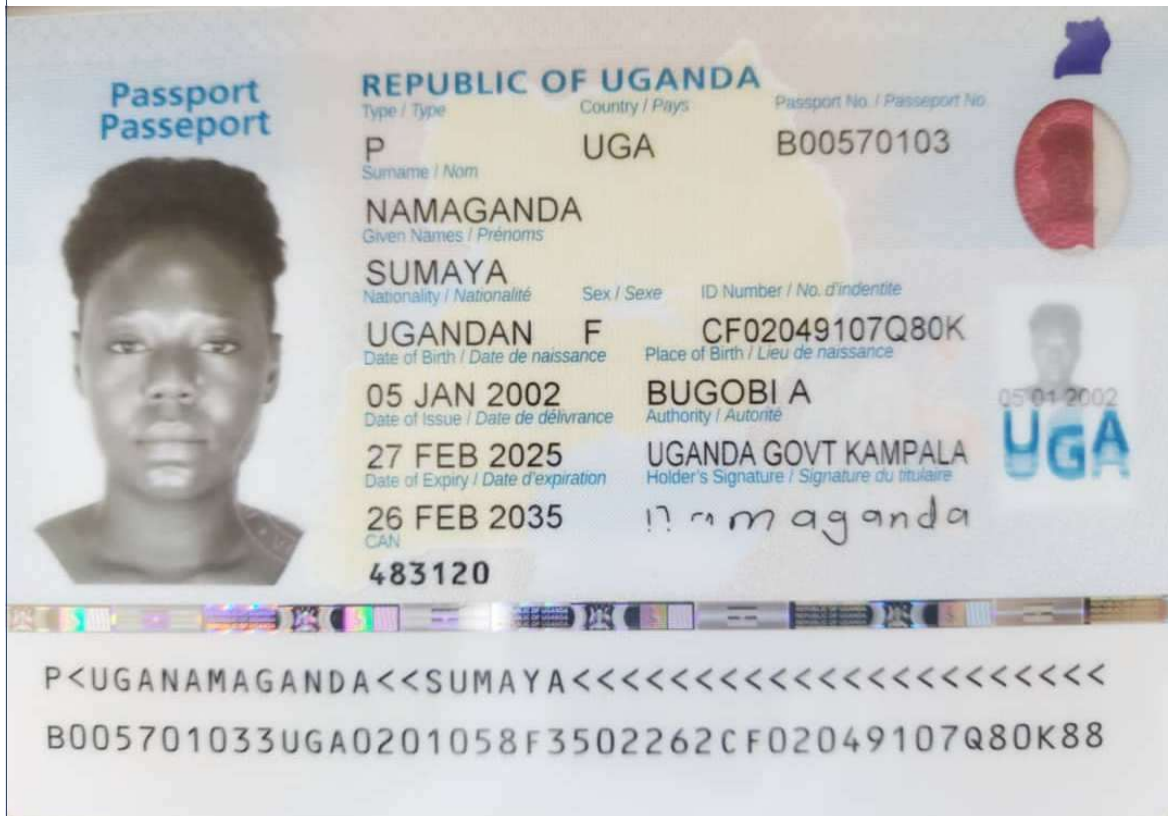 Passport
Passeport
REPUBLIC OF UGANDA
Type / Type Country / Pays Passport No. / Passeport No.
P UGA B00570103
Surname / Nom
NAMAGANDA
Given Names / Prénoms
SUMAYA
Nationality / Nationalité Sex / Sexe ID Number / No. d'indentite
UGANDAN F CF02049107Q80K
Date of Birth / Date de naissance Place of Birth / Lieu de naissance
05 JAN 2002 BUGOBI A
05 01 2002
Date of Issue / Date de délivrance Authority / Autorité
27 FEB 2025 UGANDA GOVT KAMPALA
UGA
Date of Expiry / Date d'expiration Holder's Signature / Signature du titulaire
26 FEB 2035 maganda
CAN
483120
P<UGANAMAGANDA<<SUMAYA<<<<<<<<<<<<<<<<<<<<<<
B005701033UGA0201058F3502262CF02049107Q80K88